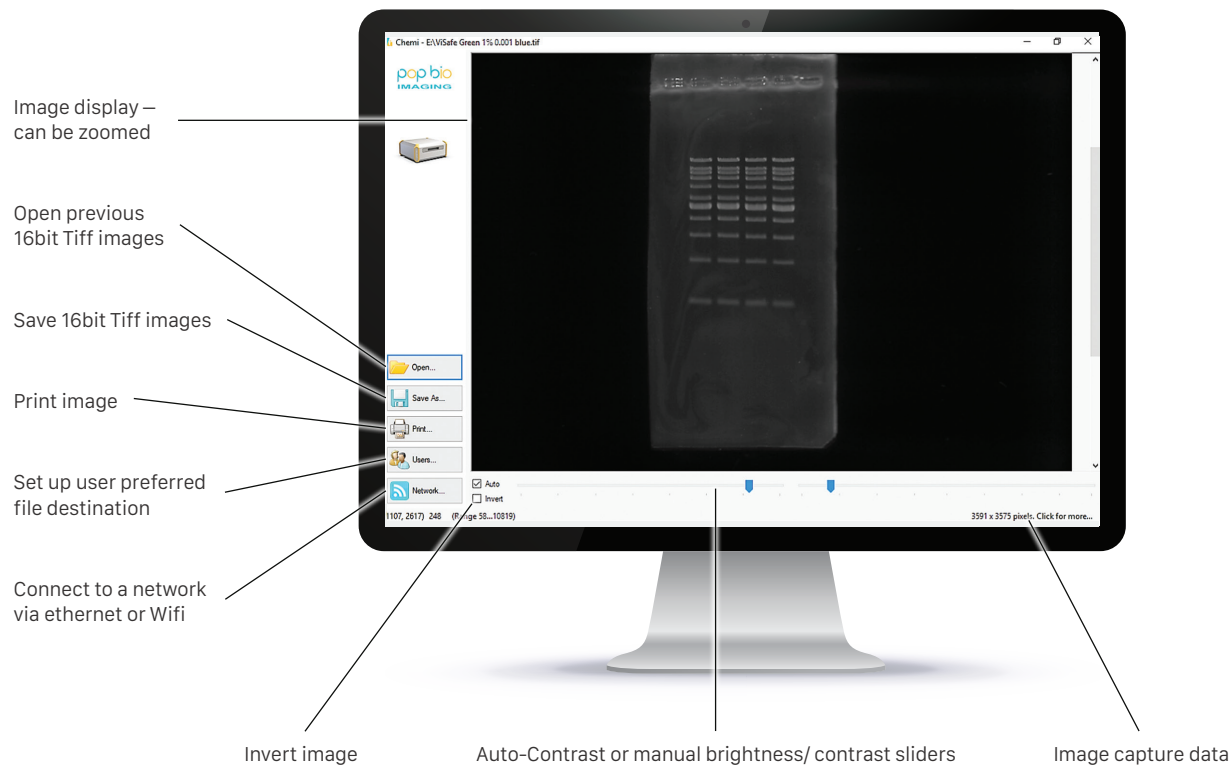 Chemi - E:\ViSafe Green 1% 0.001 blue.tif
pop bio
IMAGING
Image display –
can be zoomed
Open previous
16bit Tiff images
Save 16bit Tiff images
Print image
Set up user preferred
file destination
Connect to a network
via ethernet or Wifi
Open...
Save As...
Print...
Users...
Network...
Auto
Invert
1107, 2617) 248 (Range 58...10819)
3591 x 3575 pixels. Click for more...
Invert image
Auto-Contrast or manual brightness/ contrast sliders
Image capture data